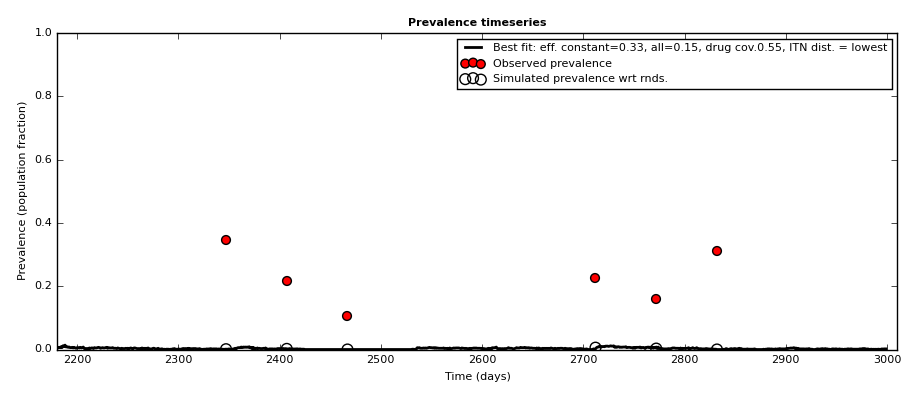 Prevalence timeseries
Best fit: eff. constant=0.33, all=0.15, drug cov.0.55, ITN dist. = lowest
Observed prevalence
Simulated prevalence wrt rnds.
Prevalence (population fraction)
1.0
0.8
0.6
0.4
0.2
0.0
2200 2300 2400 2500 2600 2700 2800 2900 3000
Time (days)